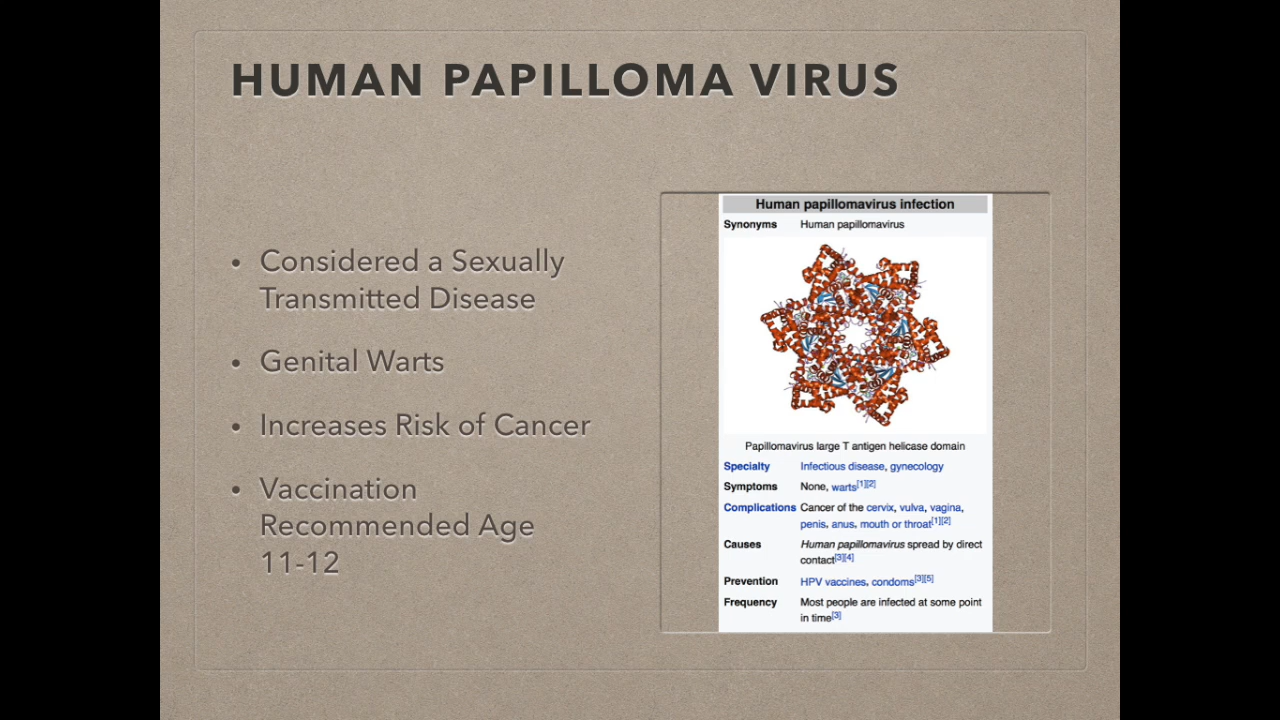 HUMAN PAPILLOMA VIRUS
• Considered a Sexually
Transmitted Disease
• Genital Warts
• Increases Risk of Cancer
• Vaccination
Recommended Age
11-12
Human papillomavirus infection
Synonyms Human papillomavirus
Papillomavirus large T antigen helicase domain
Specialty Infectious disease, gynecology
Symptoms None, warts[1][2]
Complications Cancer of the cervix, vulva, vagina,
penis, anus, mouth or throat[1][2]
Causes Human papillomavirus spread by direct
contact[3][4]
Prevention HPV vaccines, condoms[3][5]
Frequency Most people are infected at some point
in time[3]